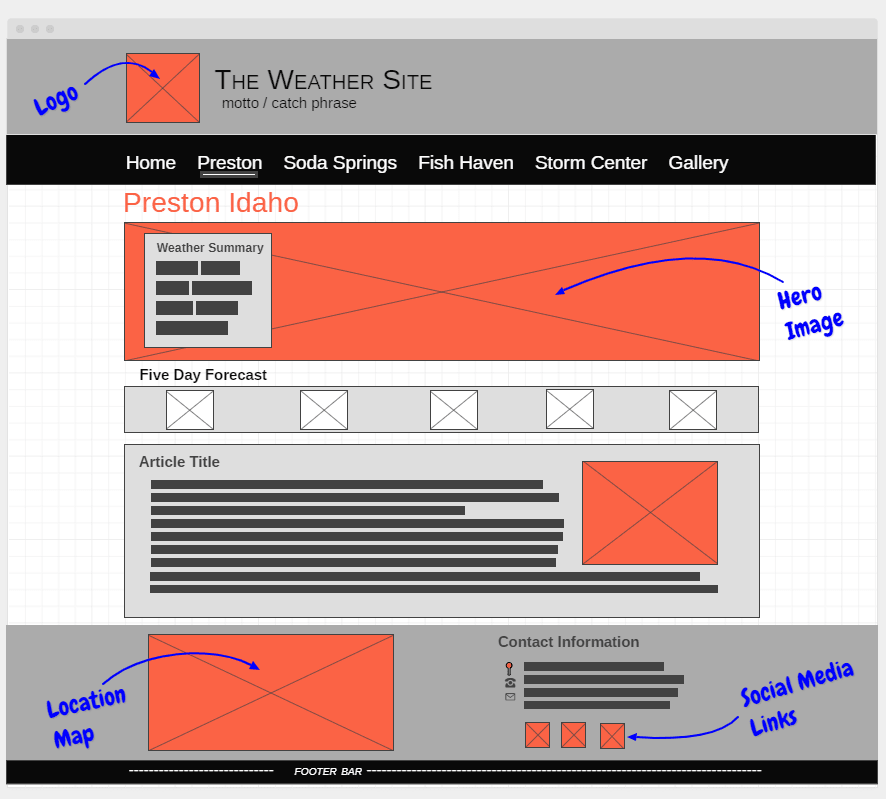 Logo
The Weather Site
motto / catch phrase
Home Preston Soda Springs Fish Haven Storm Center Gallery
Preston Idaho
Weather Summary
Hero
Image
Five Day Forecast
Article Title
Location
Map
Contact Information
Social Media
Links
----------------------------- FOOTER BAR --------------------------------------------------------------------------------